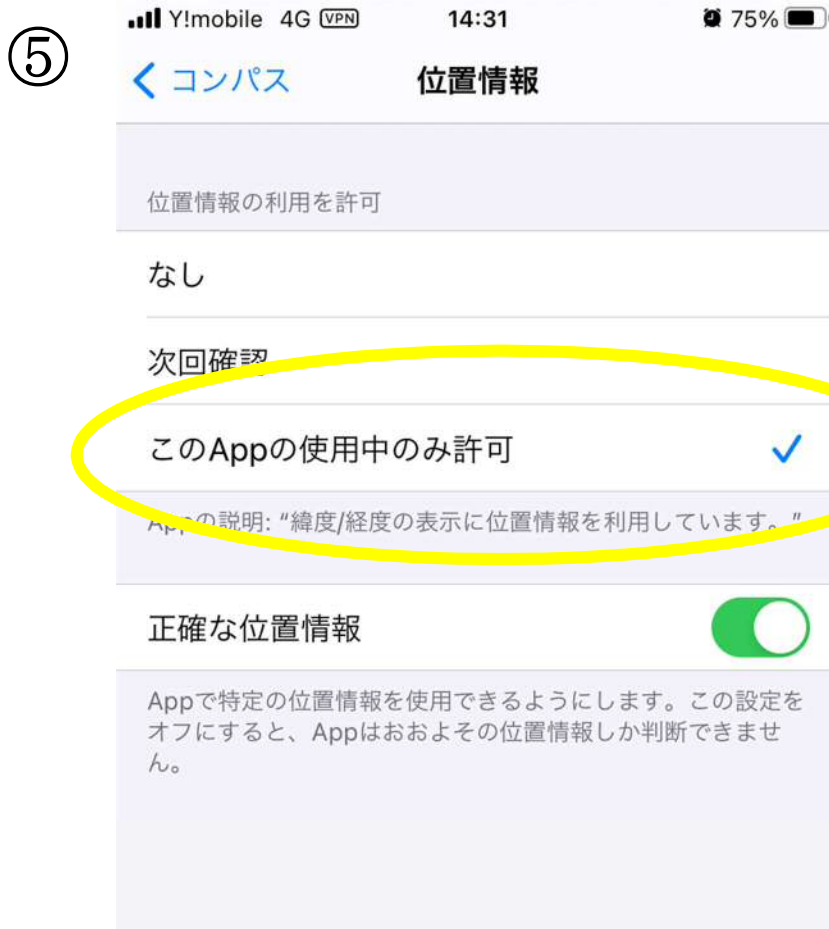 ⑤
Y!mobile 4G VPN 14:31 75%
コンパス 位置情報
位置情報の利用を許可
なし
次回確認
このAppの使用中のみ許可
Appの説明: “緯度/経度の表示に位置情報を利用しています。”
正確な位置情報
Appで特定の位置情報を使用できるようにします。この設定を
オフにすると、Appはおおよその位置情報しか判断できませ
ん。